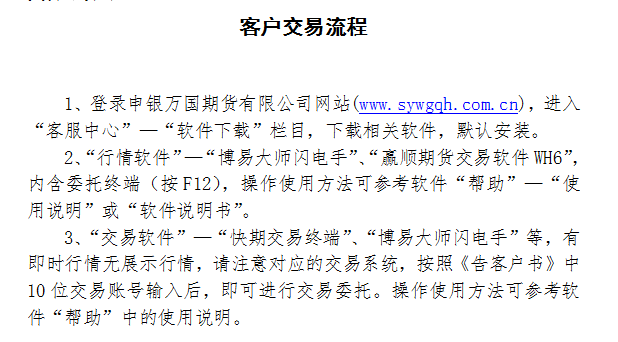 客户交易流程
1、登录申银万国期货有限公司网站(www.sywgqh.com.cn)，进入
“客服中心”—“软件下载”栏目，下载相关软件，默认安装。
2、“行情软件”—“博易大师闪电手”、“赢顺期货交易软件WH6”，
内含委托终端（按F12），操作使用方法可参考软件“帮助”—“使
用说明”或“软件说明书”。
3、“交易软件”—“快期交易终端”、“博易大师闪电手”等，有
即时行情无展示行情，请注意对应的交易系统，按照《告客户书》中
10位交易账号输入后，即可进行交易委托。操作使用方法可参考软
件“帮助”中的使用说明。